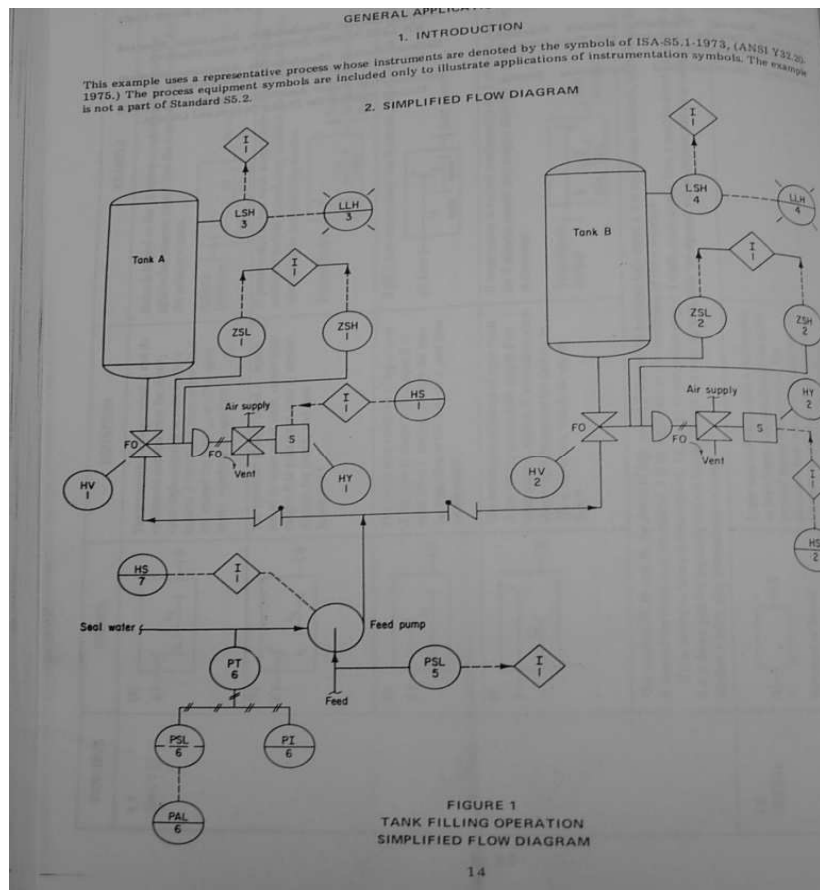 GENERAL
1. INTRODUCTION
This example uses a representative process whose instruments are denoted by the symbols of ISA-S5.1-1973, (ANSI Y32.20-
1975.) The process equipment symbols are included only to illustrate applications of instrumentation symbols. The example
is not a part of Standard S5.2.
2. SIMPLIFIED FLOW DIAGRAM
I
1
I
1
LSH
3
LLH
3
LSH
4
LLH
4
Tank A
Tank B
I
1
I
1
ZSL
1
ZSH
1
ZSL
2
ZSH
2
Air supply
I
1
HS
1
Air supply
HY
2
FO
FO
S
FO
FO
S
Vent
Vent
HV
1
HY
1
HV
2
I
1
HS
2
HS
7
I
1
Seal water
Feed pump
PT
6
PSL
5
I
1
Feed
PSL
6
PI
6
PAL
6
FIGURE 1
TANK FILLING OPERATION
SIMPLIFIED FLOW DIAGRAM
14